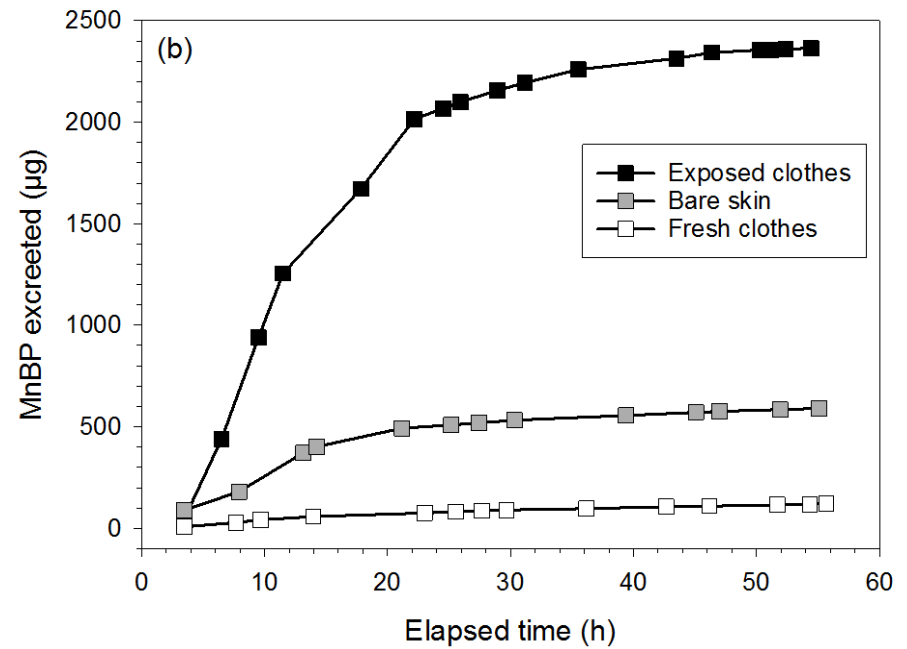 2500
(b)
2000
Exposed clothes
Bare skin
Fresh clothes
1500
1000
500
0
MnBP excreeted (µg)
0 10 20 30 40 50 60
Elapsed time (h)